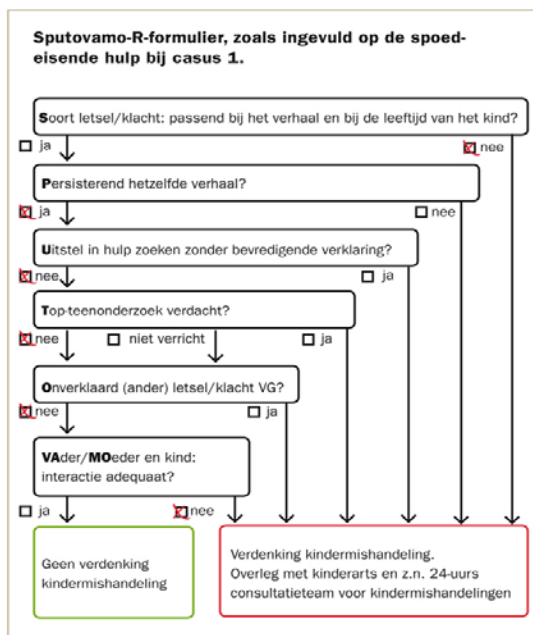 Sputovamo-R-formulier, zoals ingevuld op de spoed-
eisende hulp bij casus 1.
Soort letsel/klacht: passend bij het verhaal en bij de leeftijd van het kind?
ja nee
Persisterend hetzelfde verhaal?
ja nee
Uitstel in hulp zoeken zonder bevredigende verklaring?
nee ja
Top-teenonderzoek verdacht?
nee niet verricht ja
Onverklaard (ander) letsel/klacht VG?
nee ja
VAder/MOeder en kind:
interactie adequaat?
ja nee
Geen verdenking
kindermishandeling
Verdenking kindermishandeling.
Overleg met kinderarts en z.n. 24-uurs
consultatieteam voor kindermishandelingen